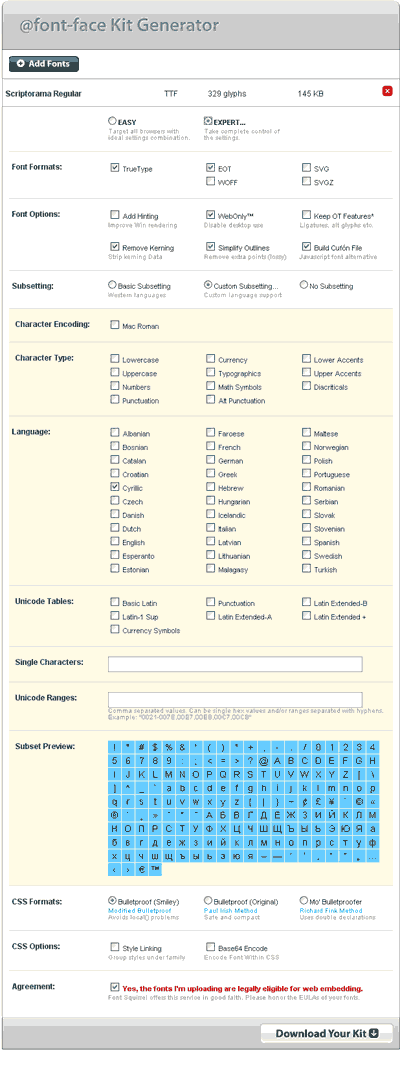 @font-face Kit Generator
Add Fonts
Scriptorama Regular TTF 329 glyphs 145 KB
EASY EXPERT...
Target all browsers with Take complete control of
ideal settings combination. the settings.
Font Formats: TrueType EOT SVG
WOFF SVGZ
Font Options: Add Hinting WebOnly™ Keep OT Features*
Improve Win rendering Disable desktop use Ligatures, alt glyphs etc.
Remove Kerning Simplify Outlines Build Cufón File
Strip kerning Data Remove extra points (lossy) Javascript font alternative
Subsetting: Basic Subsetting Custom Subsetting... No Subsetting
Western languages Custom language support
Character Encoding: Mac Roman
Character Type: Lowercase Currency Lower Accents
Uppercase Typographics Upper Accents
Numbers Math Symbols Diacriticals
Punctuation Alt Punctuation
Language: Albanian Faroese Maltese
Bosnian French Norwegian
Catalan German Polish
Croatian Greek Portuguese
Cyrillic Hebrew Romanian
Czech Hungarian Serbian
Danish Icelandic Slovak
Dutch Italian Slovenian
English Latvian Spanish
Esperanto Lithuanian Swedish
Estonian Malagasy Turkish
Unicode Tables: Basic Latin Punctuation Latin Extended-B
Latin-1 Sup Latin Extended-A Latin Extended +
Currency Symbols
Single Characters:
Unicode Ranges:
Comma separated values. Can be single hex values and/or ranges separated with hyphens.
Example: "0021-007E,00E7,00EB,00C7,00CB"
Subset Preview: ! " # $ % & ' ( ) * + , - . / 0 1 2 3 4
5 6 7 8 9 : ; < = > ? @ A B C D E F G H
I J K L M N O P Q R S T U V W X Y Z [ \
] ^ _ ` a b c d e f g h i j k l m n o p
q r s t u v w x y z { | } ~ ¢ £ ¥ ¨ © «
® ¯ А Б В Г Д Е Ж З И Й К Л М
Н О П Р С Т У Ф Х Ц Ч Ш Щ Ъ Ы Ь Э Ю Я а
б в г д е ж з и й к л м н о п р с т у ф
х ц ч ш щ ъ ы ь э ю я – — ‘ ’ …
‹ › € ™
CSS Formats: Bulletproof (Smiley) Bulletproof (Original) Mo' Bulletproofer
Modified Bulletproof Paul Irish Method Richard Fink Method
Avoids local() problems Safe and compact Uses double declarations
CSS Options: Style Linking Base64 Encode
Group styles under family Encode Font Within CSS
Agreement: Yes, the fonts I'm uploading are legally eligible for web embedding.
Font Squirrel offers this service in good faith. Please honor the EULAs of your fonts.
Download Your Kit